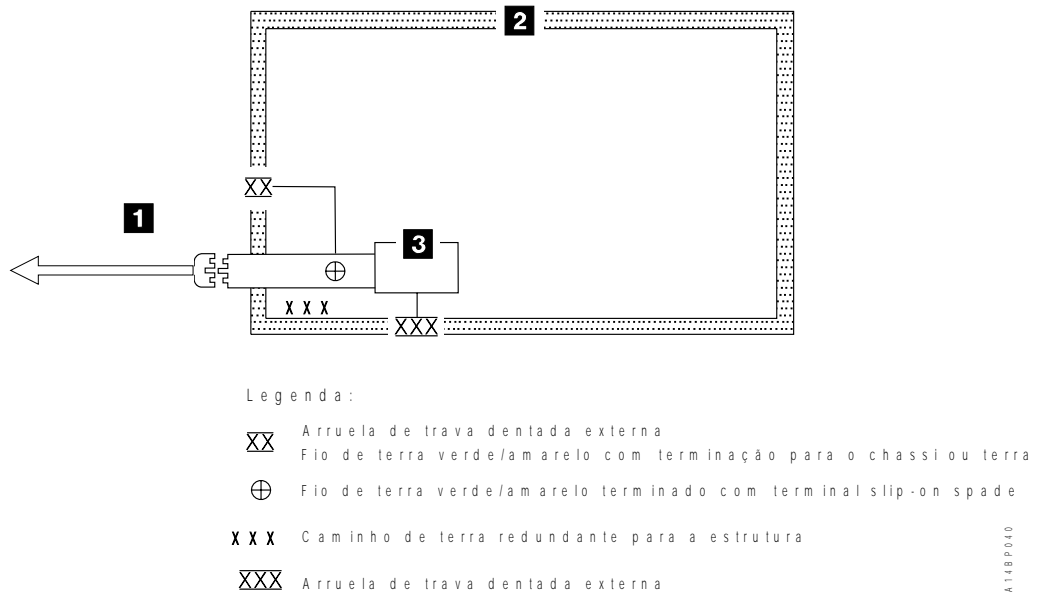 2
XX
1
3
X X X
XXX
Legenda:
XX Arruela de trava dentada externa
Fio de terra verde/amarelo com terminação para o chassi ou terra
Fio de terra verde/amarelo terminado com terminal slip-on spade
X X X Caminho de terra redundante para a estrutura
XXX Arruela de trava dentada externa
A14BP040